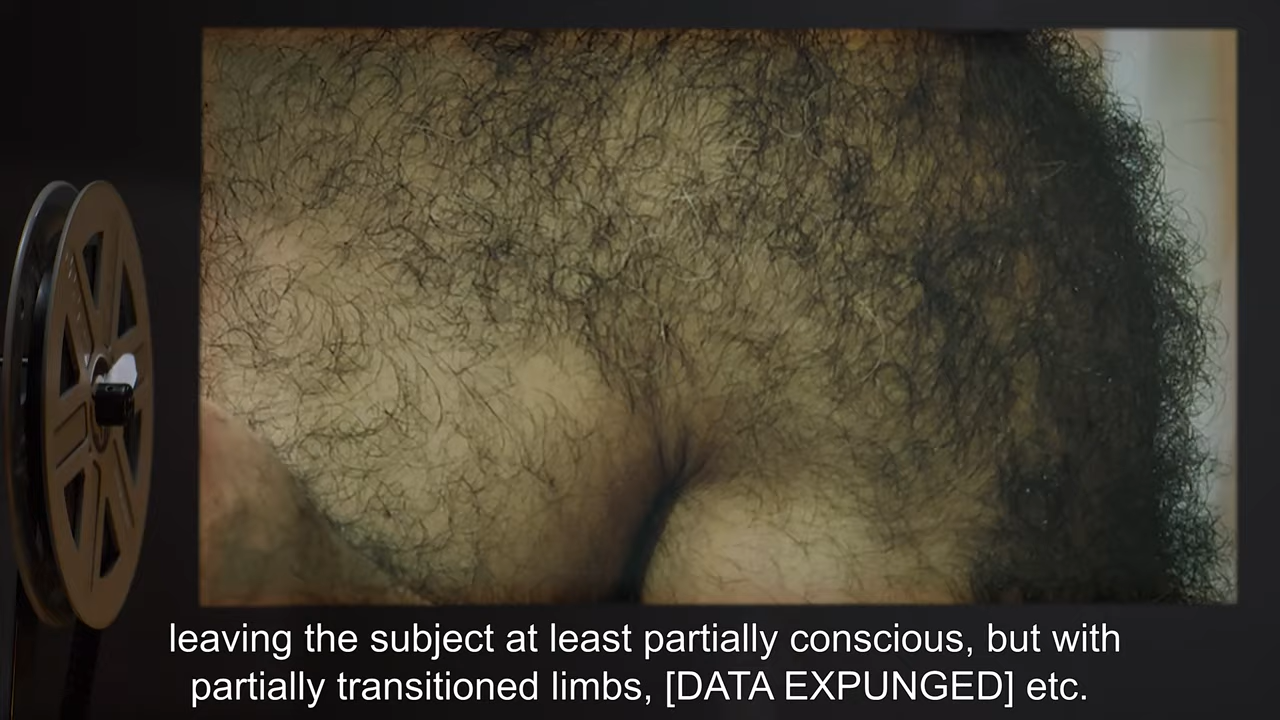 leaving the subject at least partially conscious, but with
partially transitioned limbs, [DATA EXPUNGED] etc.